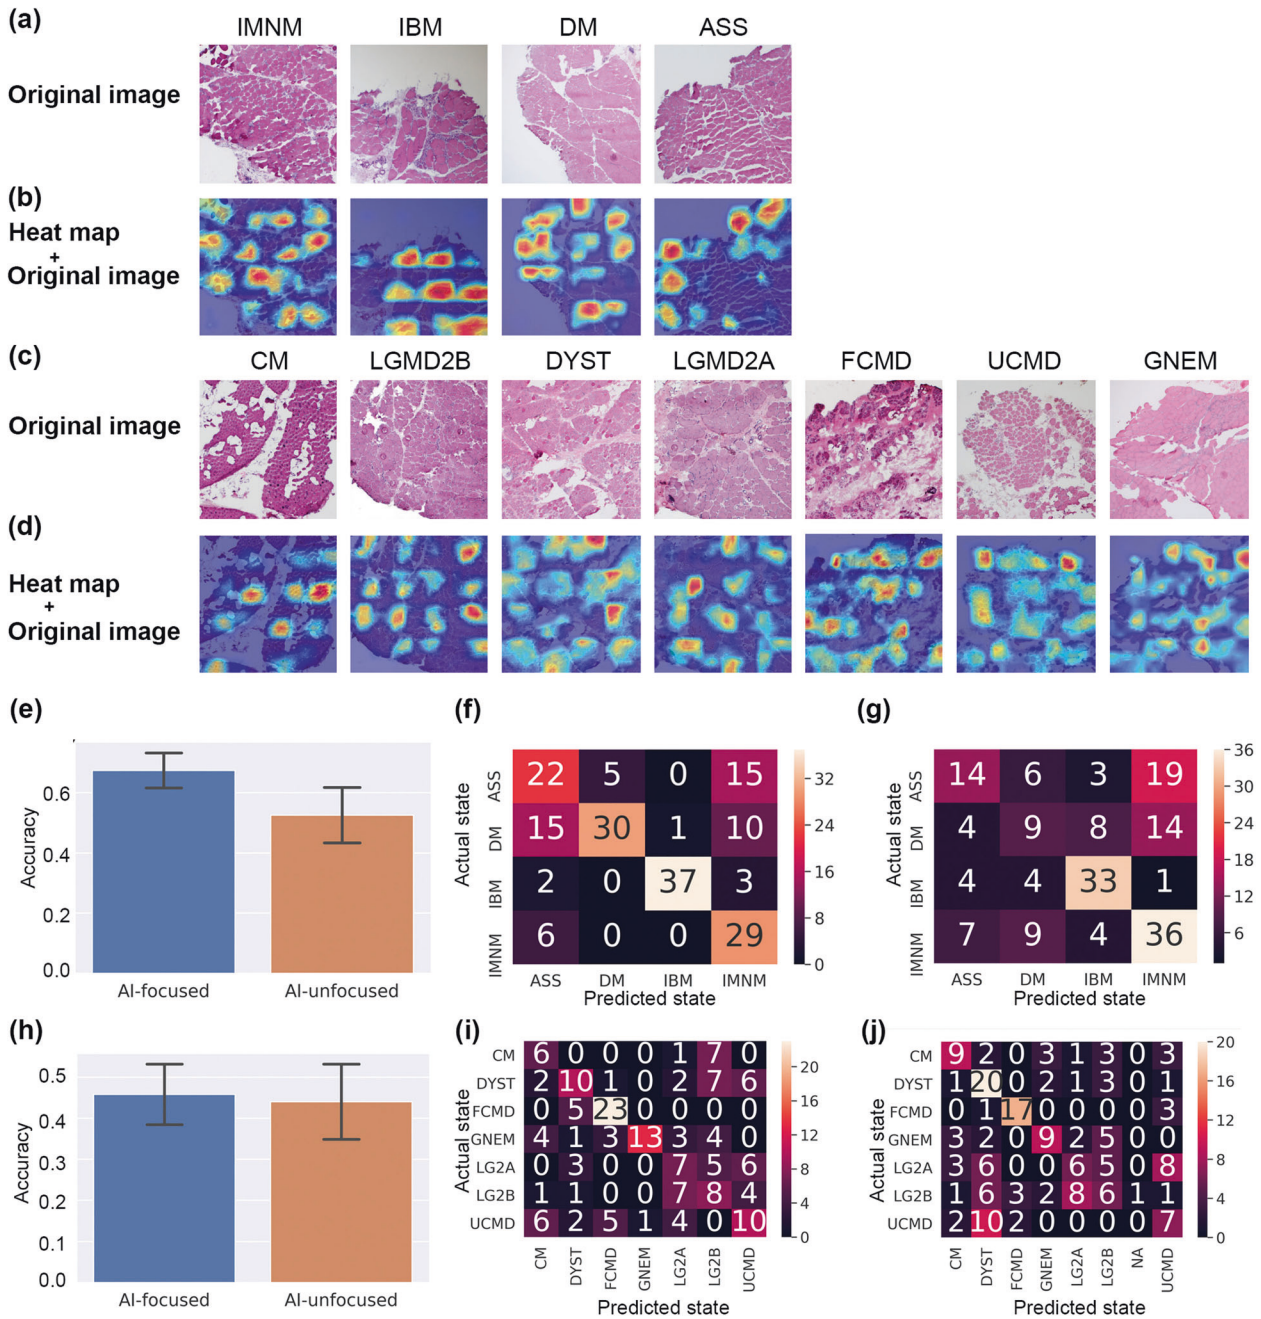 (a)
IMNM IBM DM ASS
Original image
(b)
Heat map
+
Original image
(c)
CM LGMD2B DYST LGMD2A FCMD UCMD GNEM
Original image
(d)
Heat map
+
Original image
(e)
Accuracy
0.6
0.4
0.2
0.0
AI-focused AI-unfocused
(f)
Actual state
ASS 22 5 0 15
DM 15 30 1 10
IBM 2 0 37 3
IMNM 6 0 0 29
ASS DM IBM IMNM
Predicted state
32
24
16
8
0
(g)
Actual state
ASS 14 6 3 19
DM 4 9 8 14
IBM 4 4 33 1
IMNM 7 9 4 36
ASS DM IBM IMNM
Predicted state
36
30
24
18
12
6
(h)
Accuracy
0.5
0.4
0.3
0.2
0.1
0.0
AI-focused AI-unfocused
(i)
Actual state
CM 6 0 0 0 1 7 0
DYST 2 10 1 0 2 7 6
FCMD 0 5 23 0 0 0 0
GNEM 4 1 3 13 3 4 0
LG2A 0 3 0 0 7 5 6
LG2B 1 1 0 0 7 8 4
UCMD 6 2 5 1 4 0 10
CM DYST FCMD GNEM LG2A LG2B UCMD
Predicted state
20
16
12
8
4
0
(j)
Actual state
CM 9 2 0 3 1 3 0 3
DYST 1 20 0 2 1 3 0 1
FCMD 0 1 17 0 0 0 0 3
GNEM 3 2 0 9 2 5 0 0
LG2A 3 6 0 0 6 5 0 8
LG2B 1 6 3 2 8 6 1 1
UCMD 2 10 2 0 0 0 0 7
CM DYST FCMD GNEM LG2A LG2B NA UCMD
Predicted state
20
16
12
8
4
0